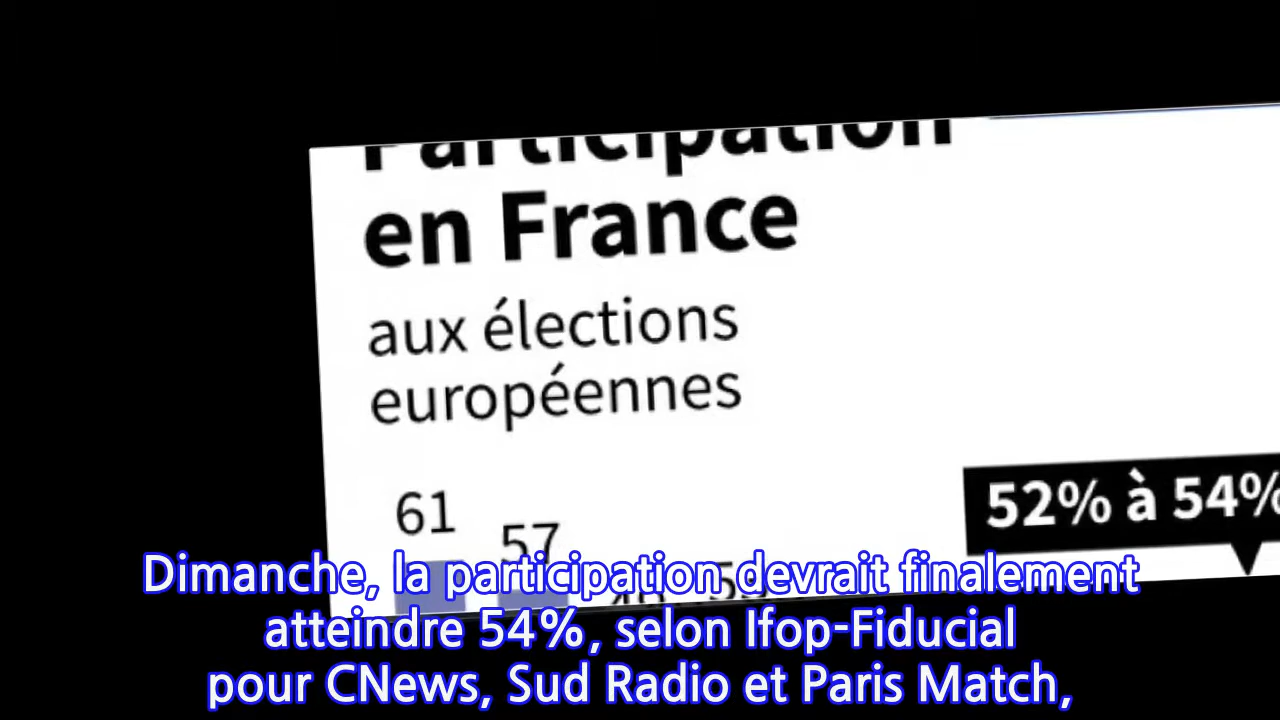 Participation
en France
aux élections
européennes
61
57
52% à 54%
Dimanche, la participation devrait finalement
atteindre 54%, selon Ifop-Fiducial
pour CNews, Sud Radio et Paris Match,